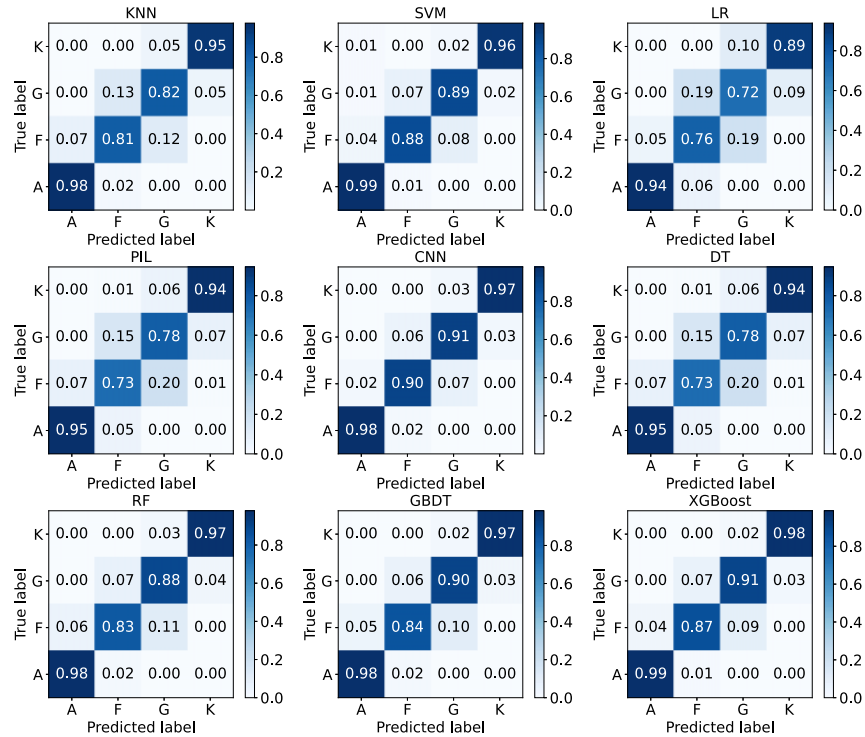 KNN SVM LR
K 0.00 0.00 0.05 0.95 K 0.01 0.00 0.02 0.96 K 0.00 0.00 0.10 0.89
0.8 0.8 0.8
G 0.00 0.13 0.82 0.05 G 0.01 0.07 0.89 0.02 G 0.00 0.19 0.72 0.09
0.6 0.6 0.6
True label True label True label
F 0.07 0.81 0.12 0.00 F 0.04 0.88 0.08 0.00 F 0.05 0.76 0.19 0.00
0.4 0.4 0.4
A 0.98 0.02 0.00 0.00 A 0.99 0.01 0.00 0.00 A 0.94 0.06 0.00 0.00
0.2 0.2 0.2
0.0 0.0
A F G K A F G K A F G K
Predicted label Predicted label Predicted label
PIL CNN DT
K 0.00 0.01 0.06 0.94 K 0.00 0.00 0.03 0.97 K 0.00 0.01 0.06 0.94
0.8 0.8 0.8
G 0.00 0.15 0.78 0.07 G 0.00 0.06 0.91 0.03 G 0.00 0.15 0.78 0.07
0.6 0.6 0.6
True label True label True label
F 0.07 0.73 0.20 0.01 F 0.02 0.90 0.07 0.00 F 0.07 0.73 0.20 0.01
0.4 0.4 0.4
A 0.95 0.05 0.00 0.00 A 0.98 0.02 0.00 0.00 A 0.95 0.05 0.00 0.00
0.2 0.2 0.2
0.0 0.0
A F G K A F G K A F G K
Predicted label Predicted label Predicted label
RF GBDT XGBoost
K 0.00 0.00 0.03 0.97 K 0.00 0.00 0.02 0.97 K 0.00 0.00 0.02 0.98
0.8 0.8 0.8
G 0.00 0.07 0.88 0.04 G 0.00 0.06 0.90 0.03 G 0.00 0.07 0.91 0.03
0.6 0.6 0.6
True label True label True label
F 0.06 0.83 0.11 0.00 F 0.05 0.84 0.10 0.00 F 0.04 0.87 0.09 0.00
0.4 0.4 0.4
A 0.98 0.02 0.00 0.00 A 0.98 0.02 0.00 0.00 A 0.99 0.01 0.00 0.00
0.2 0.2 0.2
0.0 0.0 0.0
A F G K A F G K A F G K
Predicted label Predicted label Predicted label